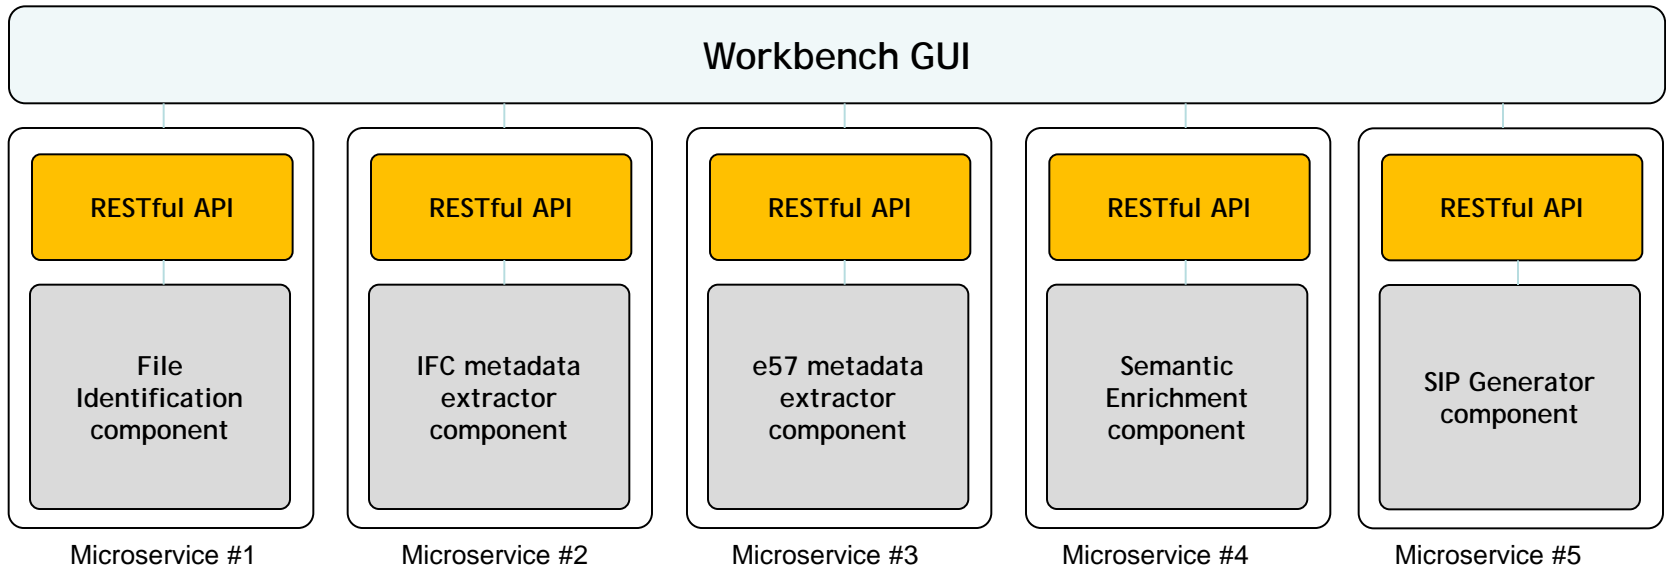 Workbench GUI
RESTful API
RESTful API
RESTful API
RESTful API
RESTful API
File
Identification
component
IFC metadata
extractor
component
e57 metadata
extractor
component
Semantic
Enrichment
component
SIP Generator
component
Microservice #1
Microservice #2
Microservice #3
Microservice #4
Microservice #5